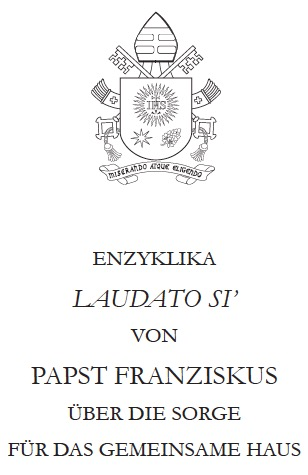 IHS
MISERANDO ATQUE ELIGENDO
ENZYKLIKA
LAUDATO SI’
VON
PAPST FRANZISKUS
ÜBER DIE SORGE
FÜR DAS GEMEINSAME HAUS